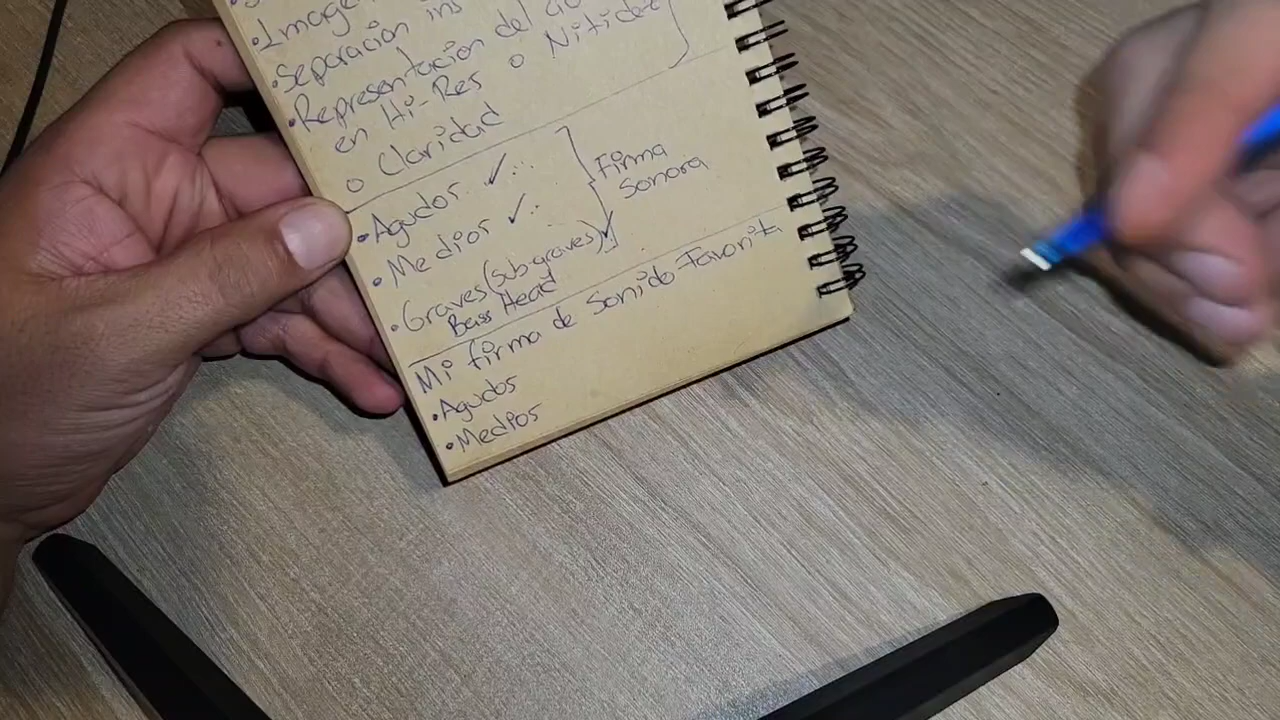 •Image
•Separación ins
•Representación del
en Hi-Res o Nitidez
o Claridad
•Agudos ✓
•Medios ✓
•Graves (sub-graves) ✓
Bass Head
Firma
Sonora
Mi firma de Sonido Favorita
•Agudos
•Medios